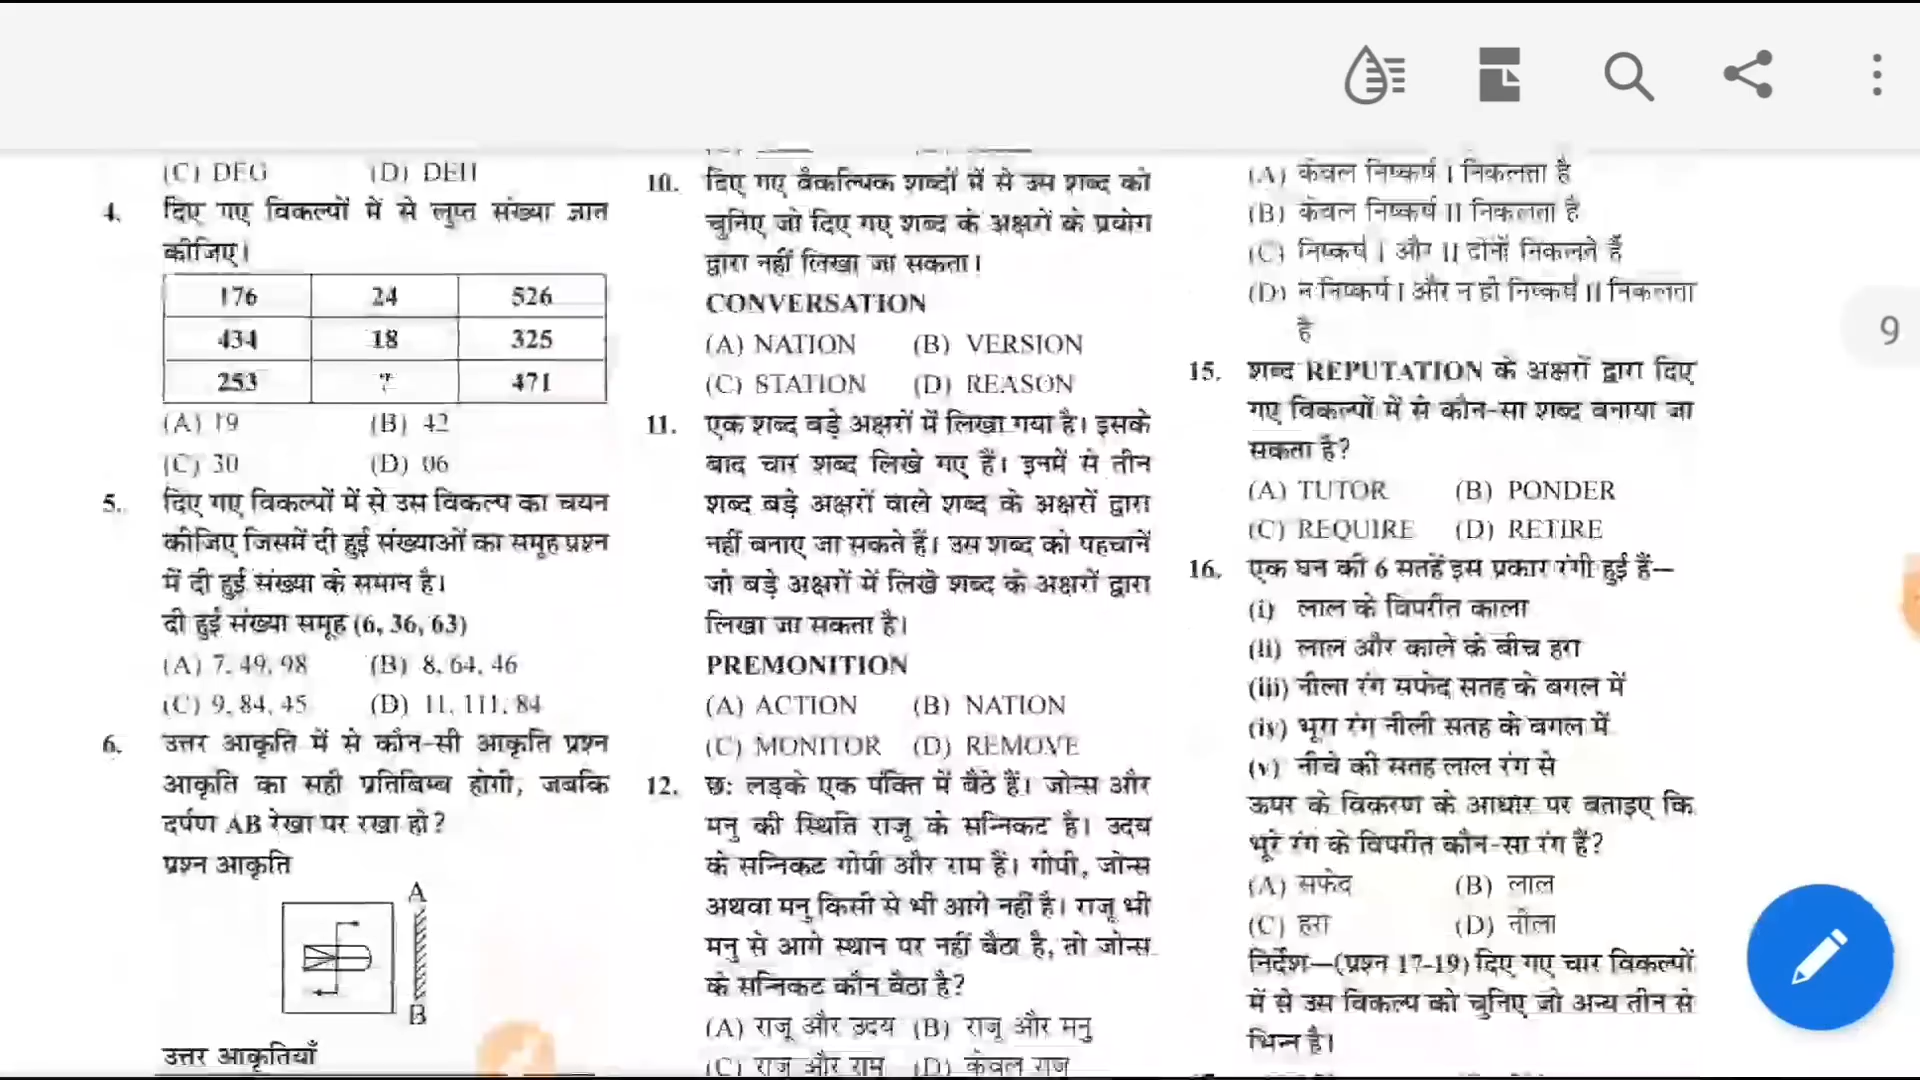 (C) DEG (D) DEH
4. दिए गए विकल्पों में से लुप्त संख्या ज्ञात
कीजिए।
176 24 526
434 18 325
253 ? 471
(A) 19 (B) 42
(C) 30 (D) 06
5. दिए गए विकल्पों में से उस विकल्प का चयन
कीजिए जिसमें दी हुई संख्याओं का समूह प्रश्न
में दी हुई संख्या के समान है।
दी हुई संख्या समूह (6, 36, 63)
(A) 7, 49, 98 (B) 8, 64, 46
(C) 9, 84, 45 (D) 11, 111, 84
6. उत्तर आकृति में से कौन-सी आकृति प्रश्न
आकृति का सही प्रतिबिम्ब होगी, जबकि
दर्पण AB रेखा पर रखा हो?
प्रश्न आकृति
A
B
उत्तर आकृतियाँ
10. दिए गए वैकल्पिक शब्दों में से उस शब्द को
चुनिए जो दिए गए शब्द के अक्षरों के प्रयोग
द्वारा नहीं लिखा जा सकता।
CONVERSATION
(A) NATION (B) VERSION
(C) STATION (D) REASON
11. एक शब्द बड़े अक्षरों में लिखा गया है। इसके
बाद चार शब्द लिखे गए हैं। इनमें से तीन
शब्द बड़े अक्षरों वाले शब्द के अक्षरों द्वारा
नहीं बनाए जा सकते हैं। उस शब्द को पहचानें
जो बड़े अक्षरों में लिखे शब्द के अक्षरों द्वारा
लिखा जा सकता है।
PREMONITION
(A) ACTION (B) NATION
(C) MONITOR (D) REMOVE
12. छः लड़के एक पंक्ति में बैठे हैं। जोन्स और
मनु की स्थिति राजू के सन्निकट है। उदय
के सन्निकट गोपी और राम हैं। गोपी, जोन्स
अथवा मनु किसी से भी आगे नहीं है। राजू भी
मनु से आगे स्थान पर नहीं बैठा है, तो जोन्स
के सन्निकट कौन बैठा है?
(A) राजू और उदय (B) राजू और मनु
(C) राजू और राम (D) केवल राजू
(A) केवल निष्कर्ष I निकलता है
(B) केवल निष्कर्ष II निकलता है
(C) निष्कर्ष I और II दोनों निकलते हैं
(D) न निष्कर्ष I और न ही निष्कर्ष II निकलता
है
15. शब्द REPUTATION के अक्षरों द्वारा दिए
गए विकल्पों में से कौन-सा शब्द बनाया जा
सकता है?
(A) TUTOR (B) PONDER
(C) REQUIRE (D) RETIRE
16. एक घन की 6 सतहें इस प्रकार रंगी हुई हैं—
(i) लाल के विपरीत काला
(ii) लाल और काले के बीच हरा
(iii) नीला रंग सफेद सतह के बगल में
(iv) भूरा रंग नीली सतह के बगल में
(v) नीचे की सतह लाल रंग से
ऊपर के विवरण के आधार पर बताइए कि
भूरे रंग के विपरीत कौन-सा रंग हैं?
(A) सफेद (B) लाल
(C) हरा (D) नीला
निर्देश—(प्रश्न 17-19) दिए गए चार विकल्पों
में से उस विकल्प को चुनिए जो अन्य तीन से
भिन्न है।
9